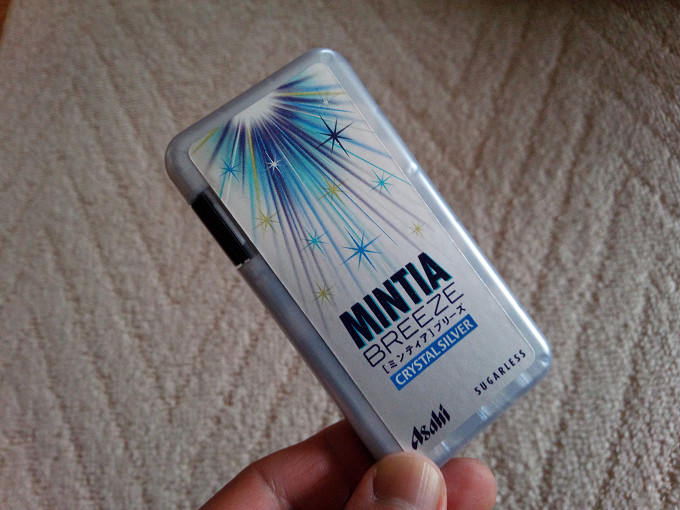 MINTIA
BREEZE
[ミンティア]ブリーズ
CRYSTAL SILVER
SUGARLESS
Asahi